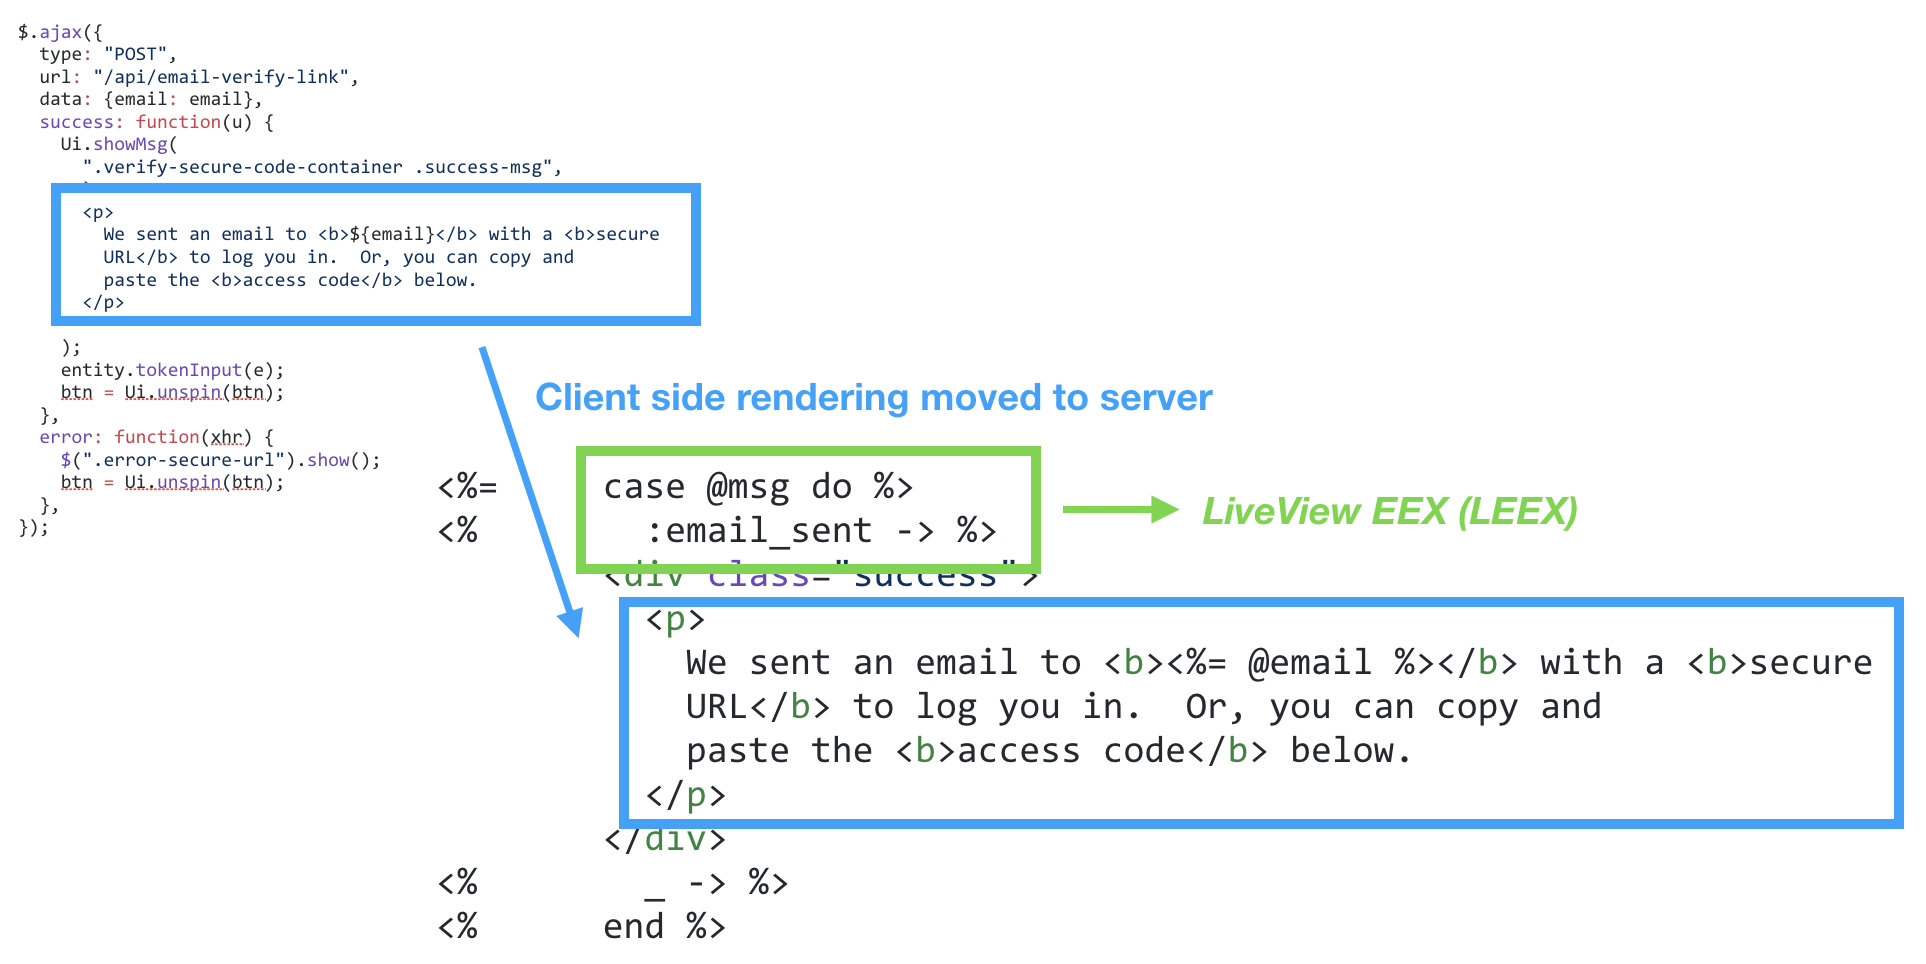 $.ajax({
  type: "POST",
  url: "/api/email-verify-link",
  data: {email: email},
  success: function(u) {
    Ui.showMsg(
      ".verify-secure-code-container .success-msg",
      <p>
        We sent an email to <b>${email}</b> with a <b>secure
        URL</b> to log you in.  Or, you can copy and
        paste the <b>access code</b> below.
      </p>
    );
    entity.tokenInput(e);
    btn = Ui.unspin(btn);
  },
  error: function(xhr) {
    $(".error-secure-url").show();
    btn = Ui.unspin(btn);
  },
});
Client side rendering moved to server
<%=     case @msg do %>
<%        :email_sent -> %>
LiveView EEX (LEEX)
        <div class="success">
          <p>
            We sent an email to <b><%= @email %></b> with a <b>secure
            URL</b> to log you in.  Or, you can copy and
            paste the <b>access code</b> below.
          </p>
        </div>
<%        _ -> %>
<%      end %>